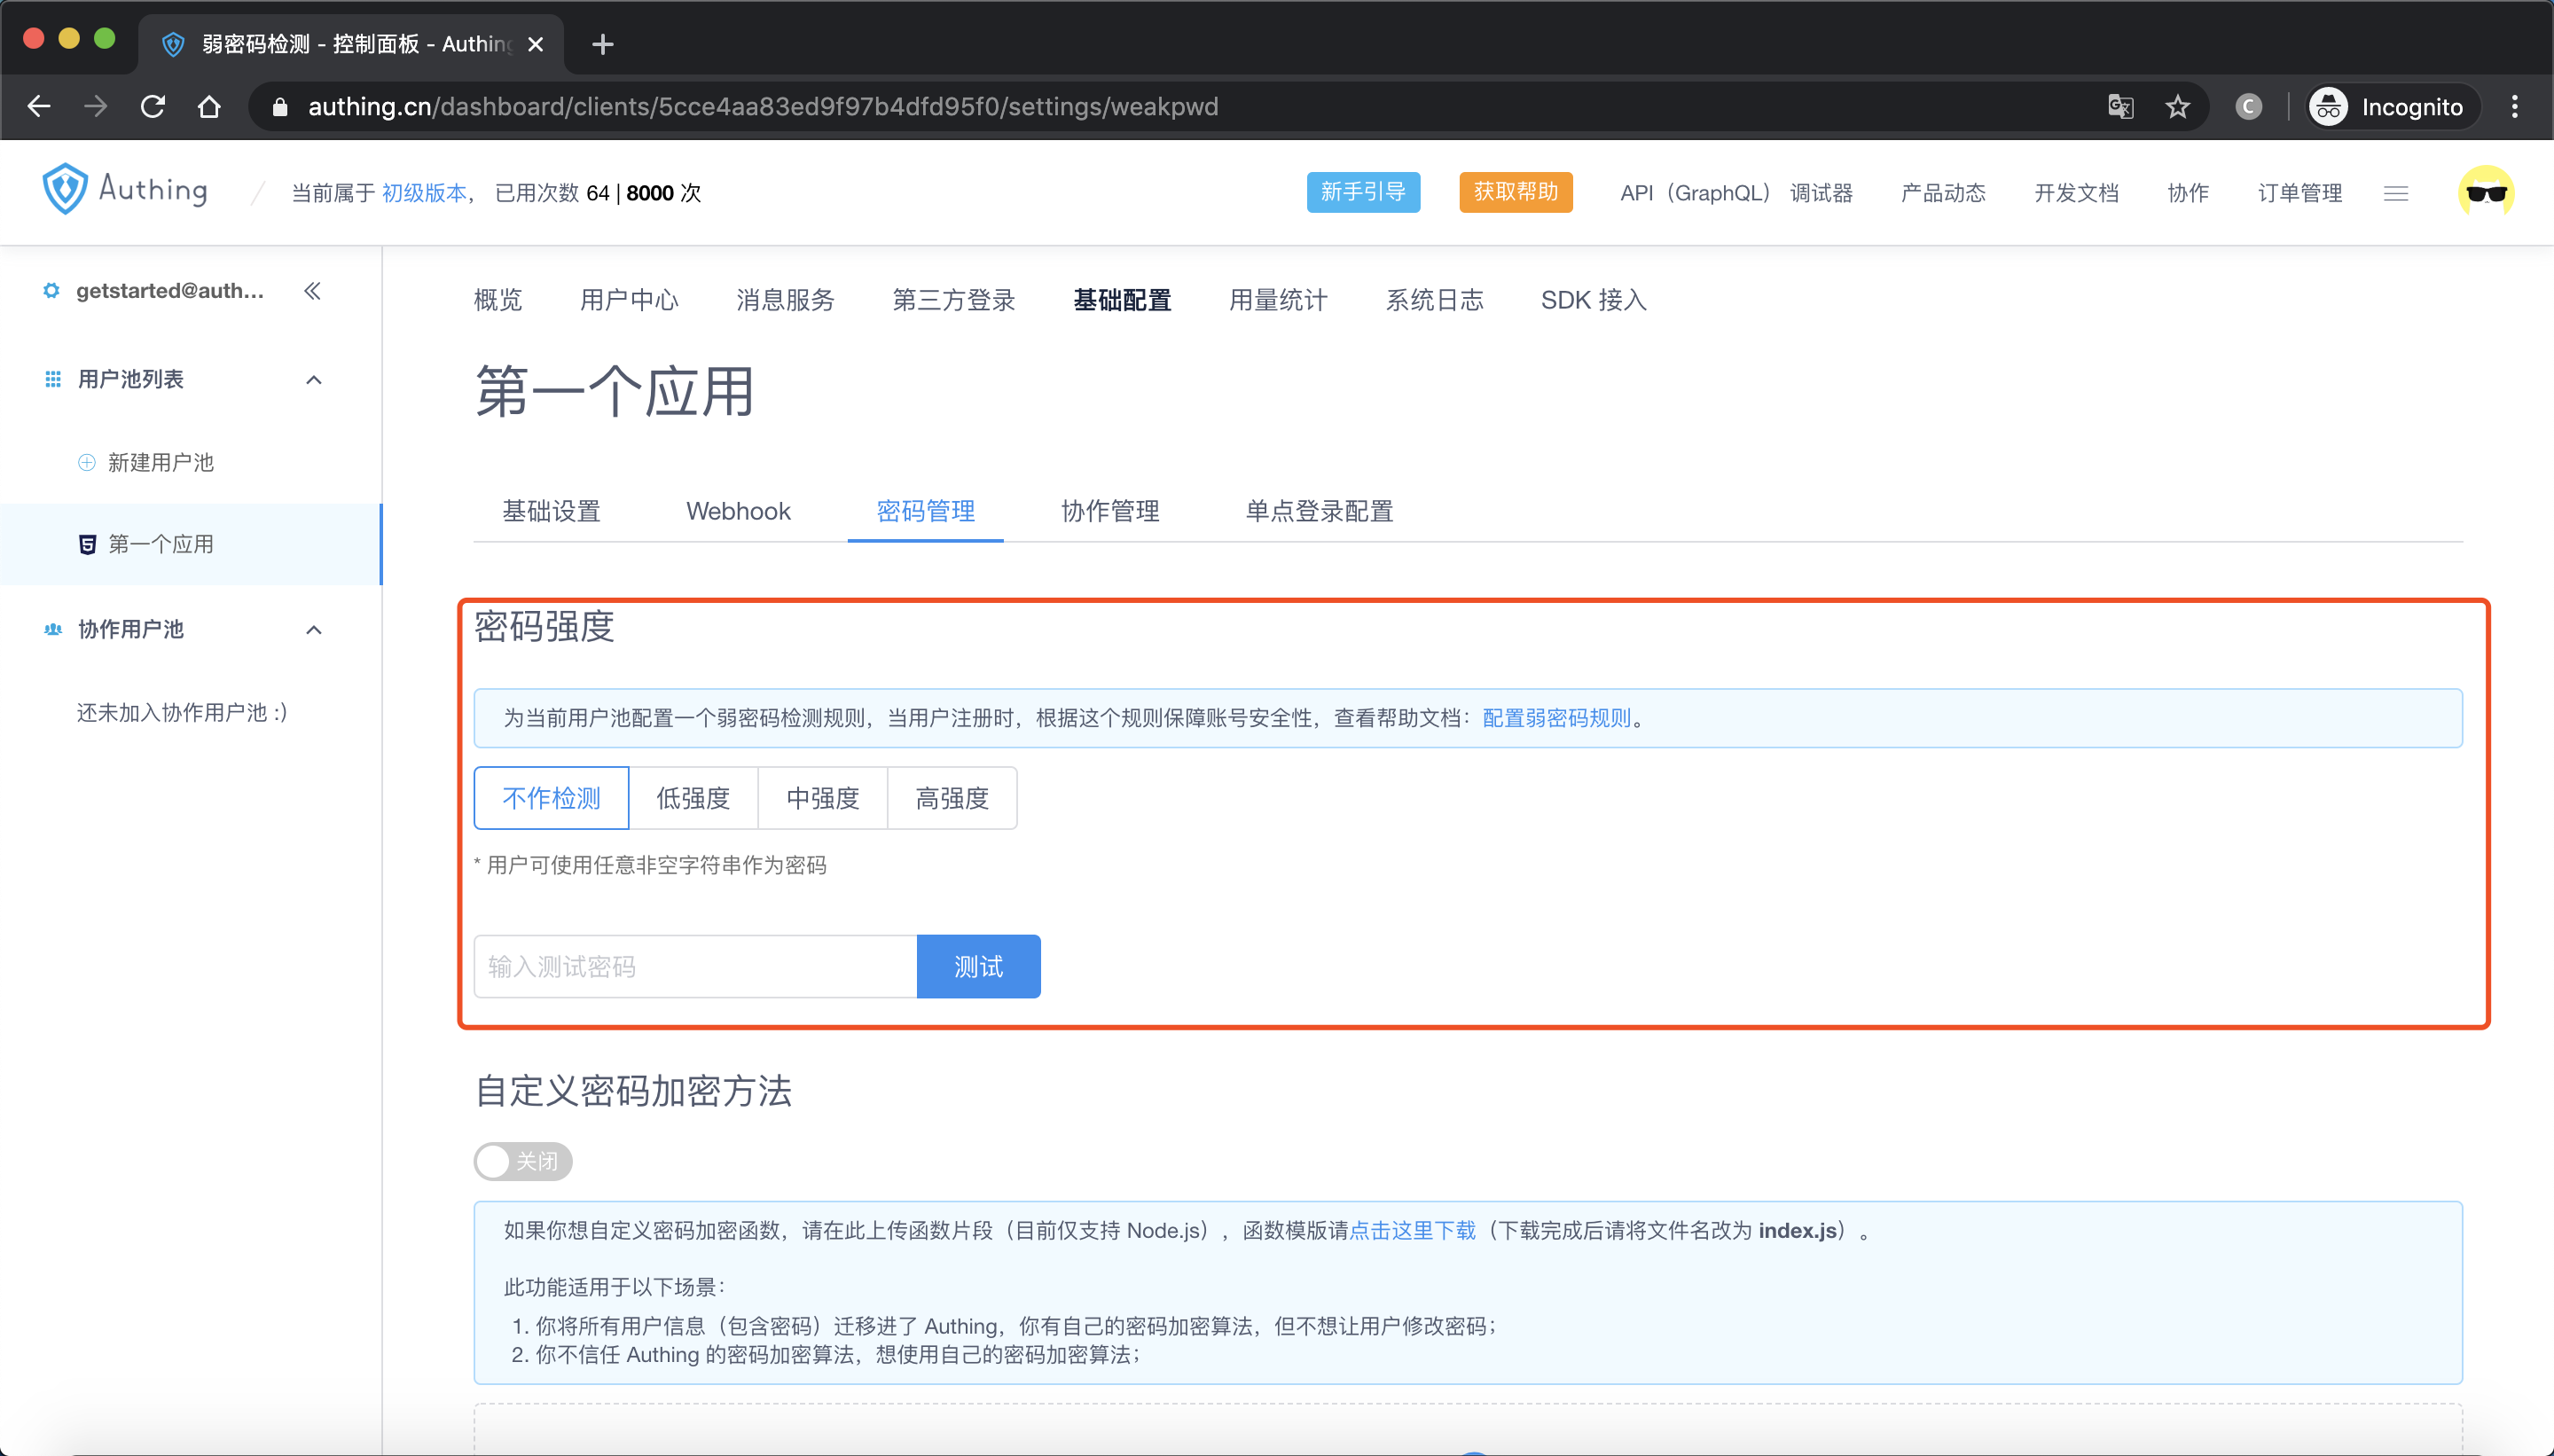 弱密码检测 - 控制面板 - Authing
authing.cn/dashboard/clients/5cce4aa83ed9f97b4dfd95f0/settings/weakpwd
C
Incognito
Authing
当前属于 初级版本， 已用次数 64 | 8000 次
新手引导
获取帮助
API（GraphQL） 调试器
产品动态
开发文档
协作
订单管理
getstarted@auth...
用户池列表
新建用户池
第一个应用
协作用户池
还未加入协作用户池 :)
概览
用户中心
消息服务
第三方登录
基础配置
用量统计
系统日志
SDK 接入
第一个应用
基础设置
Webhook
密码管理
协作管理
单点登录配置
密码强度
为当前用户池配置一个弱密码检测规则，当用户注册时，根据这个规则保障账号安全性，查看帮助文档：配置弱密码规则。
不作检测
低强度
中强度
高强度
* 用户可使用任意非空字符串作为密码
输入测试密码
测试
自定义密码加密方法
关闭
如果你想自定义密码加密函数，请在此上传函数片段（目前仅支持 Node.js），函数模版请点击这里下载（下载完成后请将文件名改为 index.js）。
此功能适用于以下场景：
1. 你将所有用户信息（包含密码）迁移进了 Authing，你有自己的密码加密算法，但不想让用户修改密码；
2. 你不信任 Authing 的密码加密算法，想使用自己的密码加密算法；